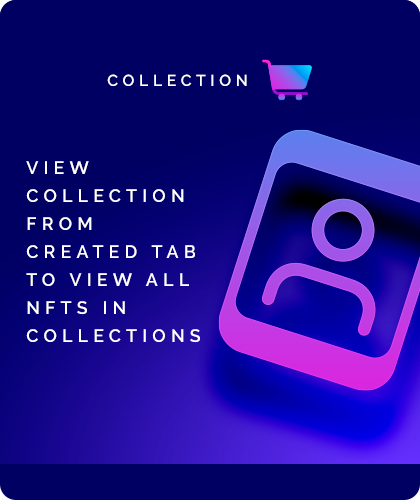 COLLECTION
VIEW
COLLECTION
FROM
CREATED TAB
TO VIEW ALL
NFTS IN
COLLECTIONS